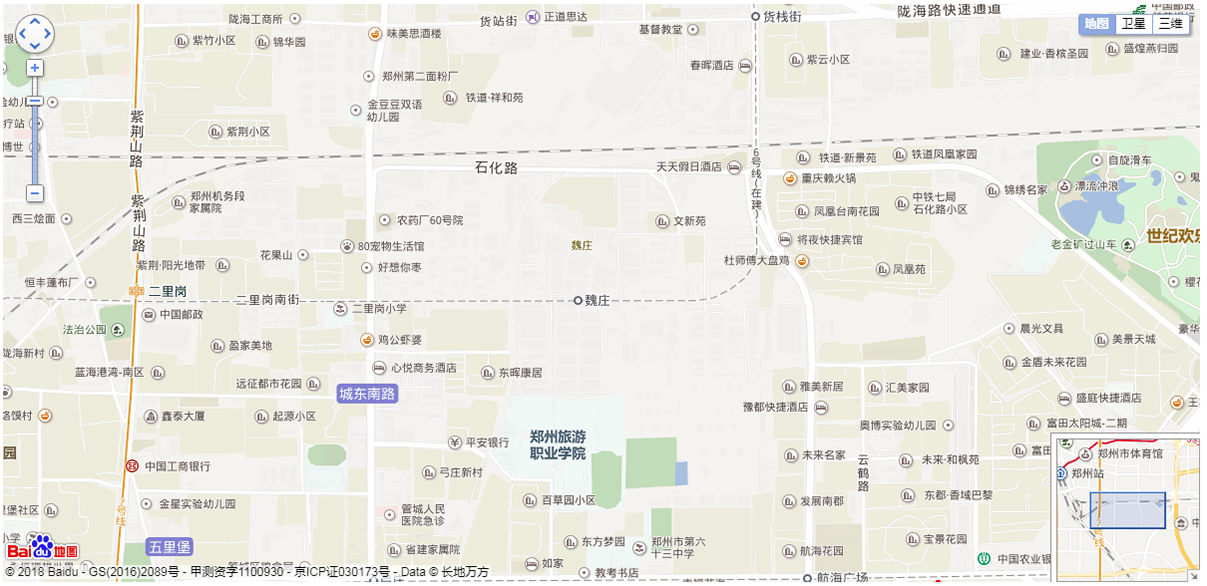 陇海工商所
货站街
正道思达
货栈街
陇海路快速通道
中国邮政
地图
卫星
三维
紫竹小区
锦华园
味美思酒楼
基督教堂
建业·香槟圣园
盛煌燕归园
春晖酒店
紫云小区
郑州第二面粉厂
铁道·祥和苑
金豆豆双语
幼儿园
紫荆山路
紫荆小区
疗站
博世
石化路
天天假日酒店
6号线(在建)
铁道·新景苑
铁道凤凰家园
自旋滑车
重庆赖火锅
锦绣名家
漂流冲浪
郑州机务段
家属院
紫荆山路
中铁七局
石化路小区
凤凰台南花园
西三烩面
农药厂60号院
文新苑
世纪欢乐
80宠物生活馆
魏庄
将夜快捷宾馆
老金矿过山车
花果山
紫荆·阳光地带
好想你枣
杜师傅大盘鸡
凤凰苑
恒丰蓬布厂
二里岗
二里岗南街
魏庄
二里岗小学
中国邮政
法治公园
晨光文具
美景天城
盈家美地
鸡公虾婆
陇海新村
金盾未来花园
蓝海港湾-南区
心悦商务酒店
东晖康居
远征都市花园
城东南路
雅美新居
汇美家园
豫都快捷酒店
盛庭快捷酒店
鑫泰大厦
起源小区
奥博实验幼儿园
富田太阳城-二期
平安银行
郑州旅游
职业学院
未来名家
云鹤路
未来·和枫苑
中国工商银行
弓庄新村
郑州市体育馆
郑州站
金星实验幼儿园
百草园小区
发展南郡
东郡·香域巴黎
管城人民
医院急诊
五里堡
省建家属院
东方梦园
郑州市第六
十三中学
航海花园
宝景花园
中国农业银
如家
教考书店
航海广场
Bai du 地图
© 2018 Baidu - GS(2016)2089号 - 甲测资字1100930 - 京ICP证030173号 - Data © 长地万方